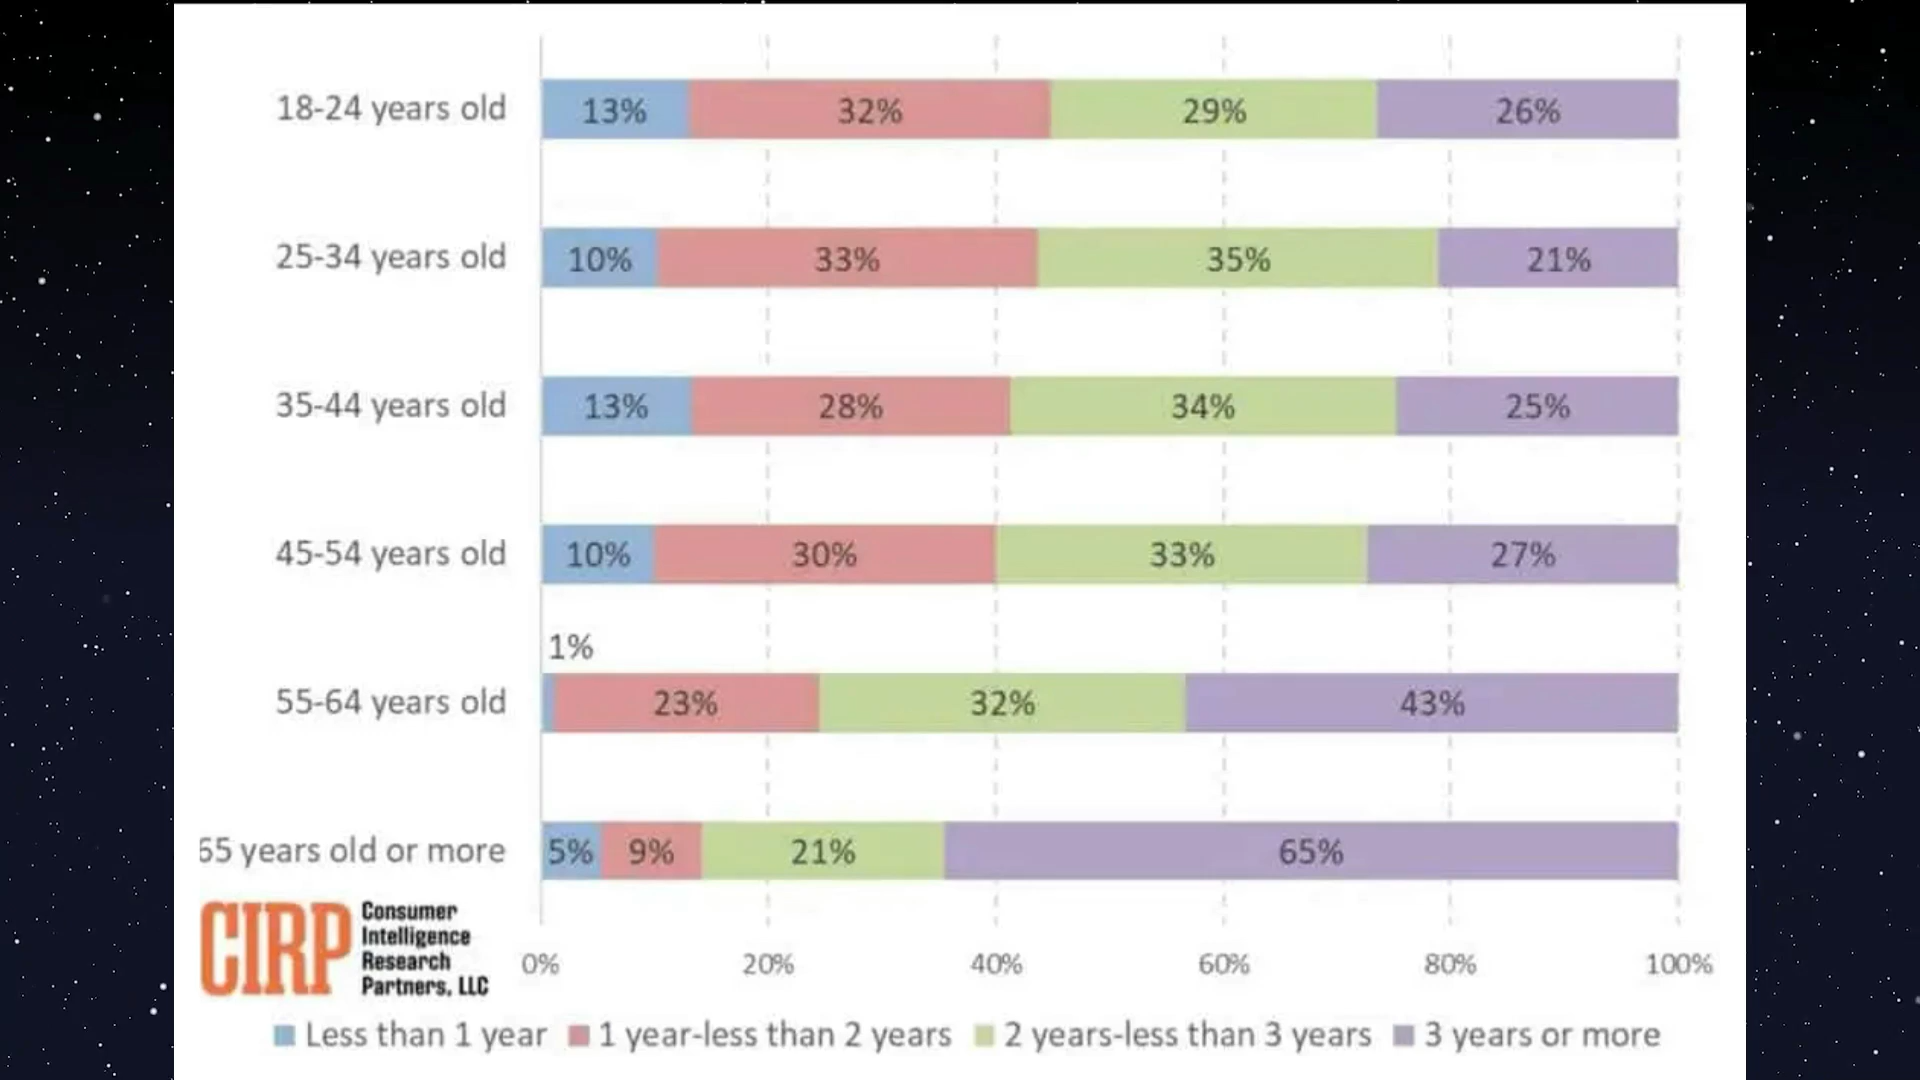 18-24 years old 13% 32% 29% 26%
25-34 years old 10% 33% 35% 21%
35-44 years old 13% 28% 34% 25%
45-54 years old 10% 30% 33% 27%
1%
55-64 years old 23% 32% 43%
65 years old or more 5% 9% 21% 65%
CIRP
Consumer
Intelligence
Research
Partners, LLC
0% 20% 40% 60% 80% 100%
Less than 1 year 1 year-less than 2 years 2 years-less than 3 years 3 years or more